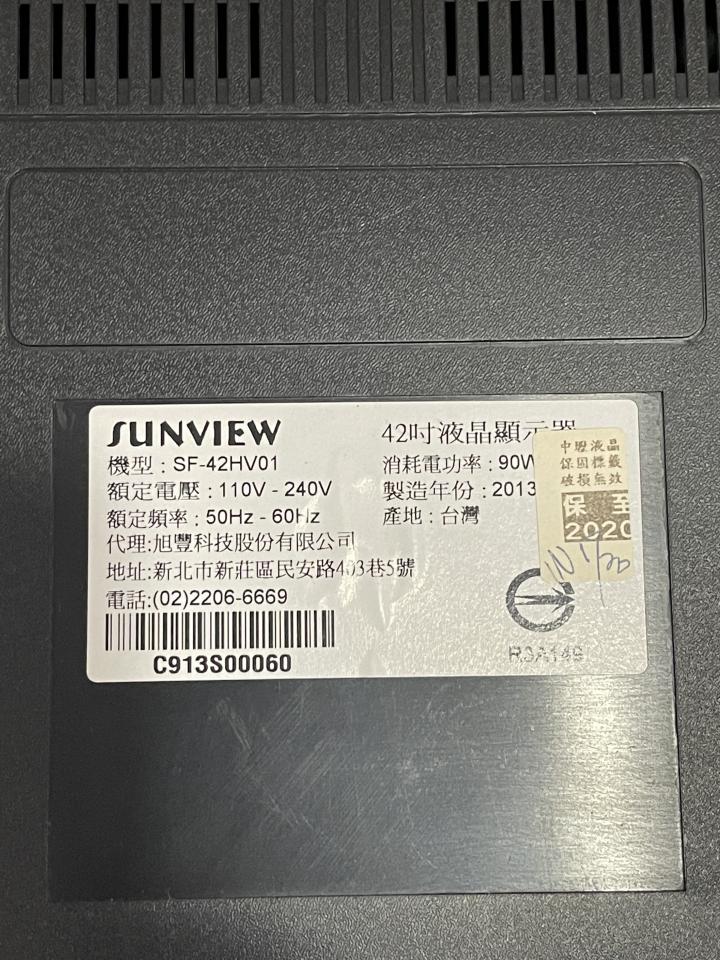 SUNVIEW
42吋液晶顯示器
機型：SF-42HV01
消耗電功率：90W
額定電壓：110V - 240V
製造年份：2013
額定頻率：50Hz - 60Hz
產地：台灣
代理:旭豐科技股份有限公司
地址:新北市新莊區民安路403巷5號
電話:(02)2206-6669
C913S00060
中壢液晶
保固標籤
破損無效
保 至
2020
R3A149